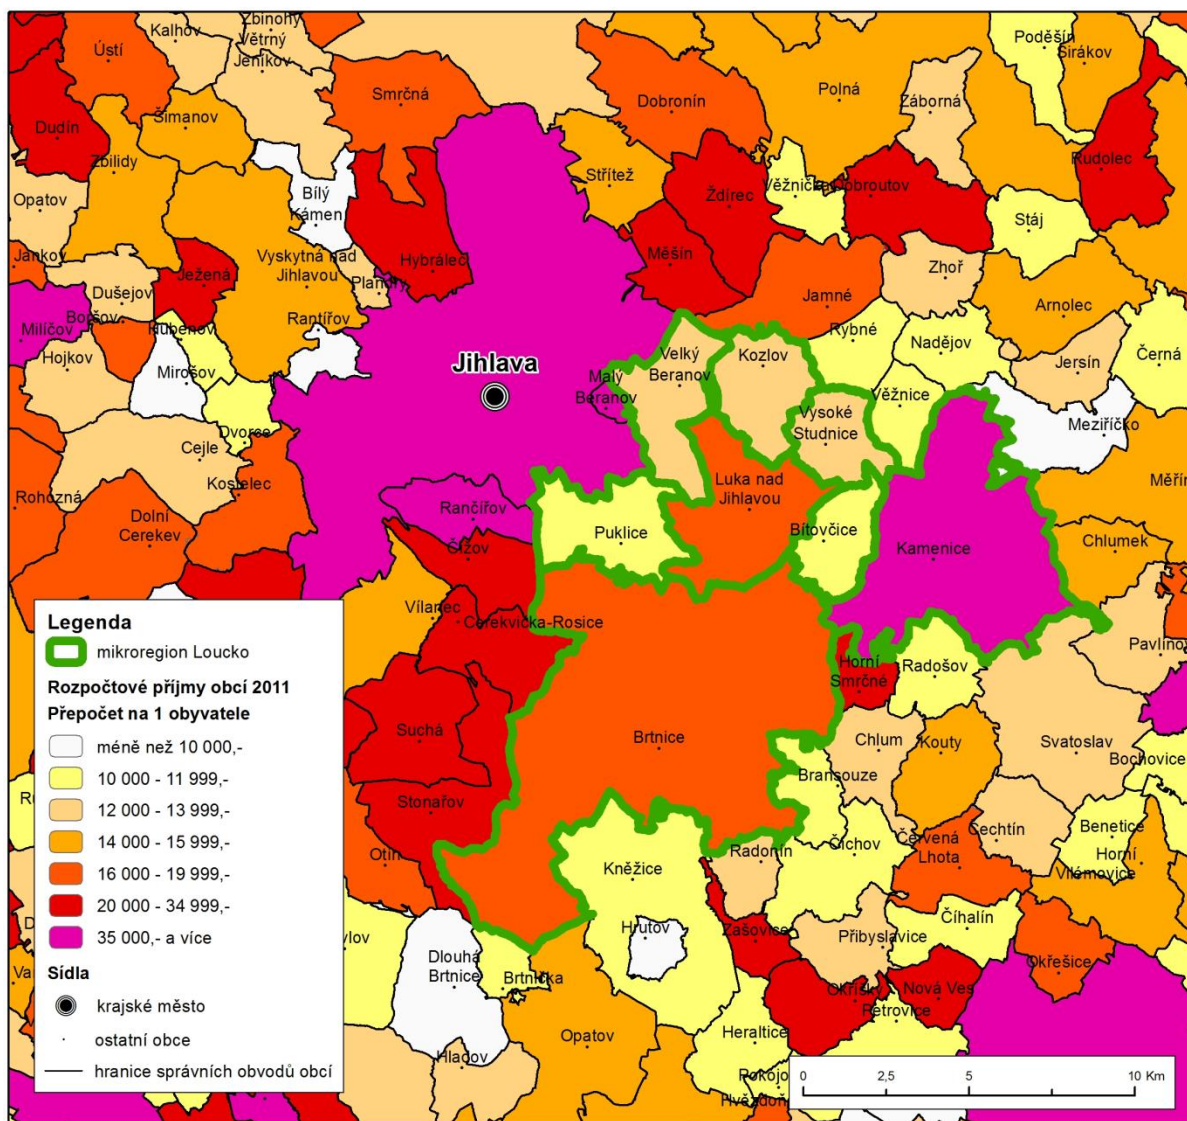 Ústí
Kalhov
Zbinohy
Větrný
Jeníkov
Smrčná
Dobronín
Polná
Záborná
Poděšín
Sirákov
Dudín
Šimanov
Zbilidy
Střítež
Ždírec
Věžnička
Dobroutov
Rudolec
Opatov
Bílý
Kámen
Stáj
Jankov
Ježená
Vyskytná nad
Jihlavou
Plandry
Hybrálec
Měšín
Zhoř
Dušejov
Jamné
Arnolec
Milíčov
Boršov
Hubenov
Rantířov
Rybné
Nadějov
Hojkov
Mirošov
Jihlava
Velký
Beranov
Kozlov
Jersín
Černá
Malý
Beranov
Věžnice
Vysoké
Studnice
Meziříčko
Dvorce
Cejle
Kostelec
Rohozná
Dolní
Cerekev
Rančířov
Luka nad
Jihlavou
Měřín
Puklice
Bítovčice
Kamenice
Chlumek
Čížov
Vílanec
Cerekvička-Rosice
Pavlínov
Horní
Smrčné
Radošov
Suchá
Brtnice
Chlum
Kouty
Svatoslav
Bochovice
Bransouze
Stonařov
Otín
Kněžice
Radonín
Číchov
Červená
Lhota
Čechtín
Benetice
Horní
Vilémovice
Hrutov
Zašovice
Přibyslavice
Číhalín
Okřešice
Dlouhá
Brtnice
Brtnička
Okříšky
Nová Ves
Petrovice
Opatov
Heraltice
Hladov
Pokojo
Hvězdoň
Legenda
mikroregion Loucko
Rozpočtové příjmy obcí 2011
Přepočet na 1 obyvatele
méně než 10 000,-
10 000 - 11 999,-
12 000 - 13 999,-
14 000 - 15 999,-
16 000 - 19 999,-
20 000 - 34 999,-
35 000,- a více
Sídla
krajské město
ostatní obce
hranice správních obvodů obcí
0 2,5 5 10 Km